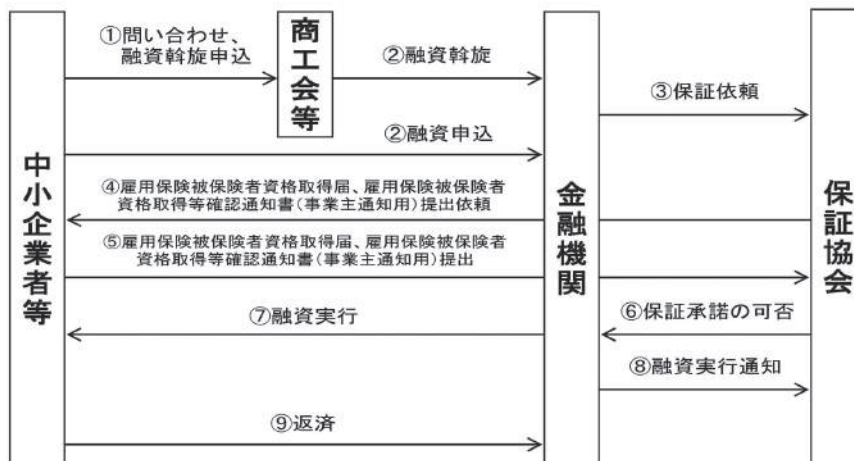 ①問い合わせ、
融資斡旋申込
商工会等
②融資斡旋
③保証依頼
②融資申込
中小企業者等
④雇用保険被保険者資格取得届、雇用保険被保険者
資格取得等確認通知書(事業主通知用)提出依頼
金融機関
保証協会
⑤雇用保険被保険者資格取得届、雇用保険被保険者
資格取得等確認通知書(事業主通知用)提出
⑦融資実行
⑥保証承諾の可否
⑧融資実行通知
⑨返済